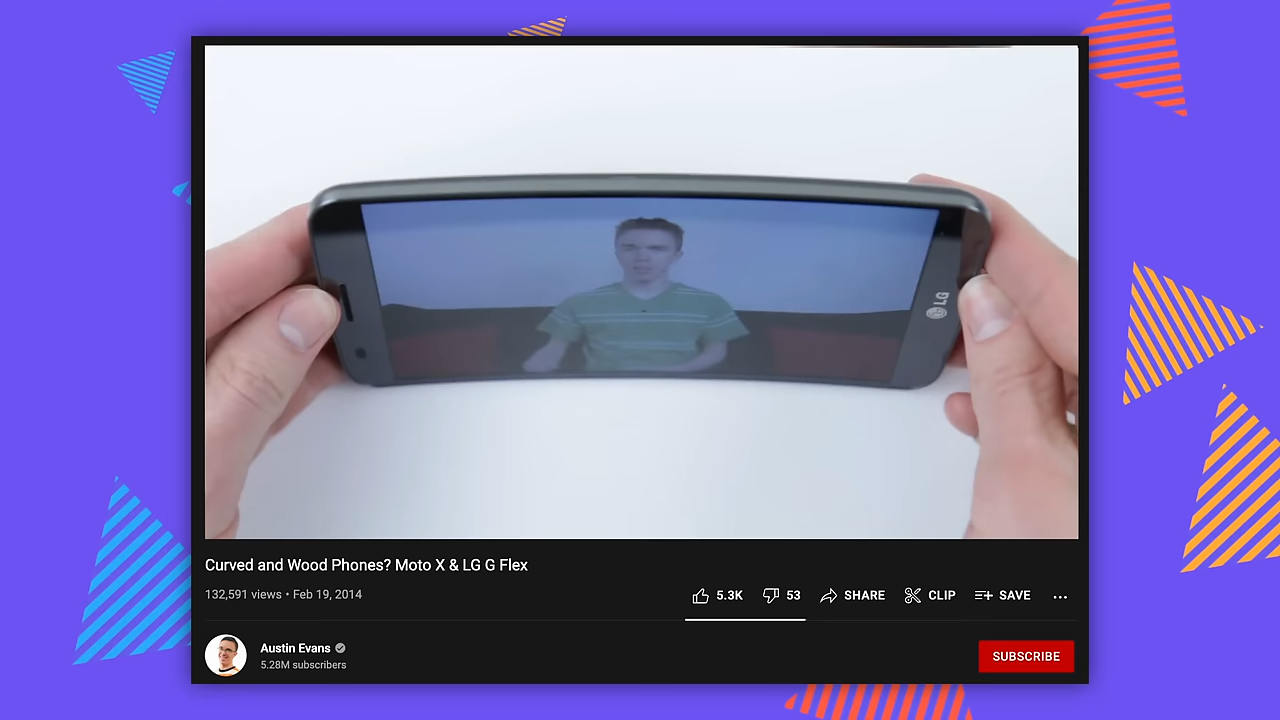 LG
Curved and Wood Phones? Moto X & LG G Flex
132,591 views • Feb 19, 2014
5.3K 53 SHARE CLIP SAVE ...
Austin Evans
5.28M subscribers
SUBSCRIBE